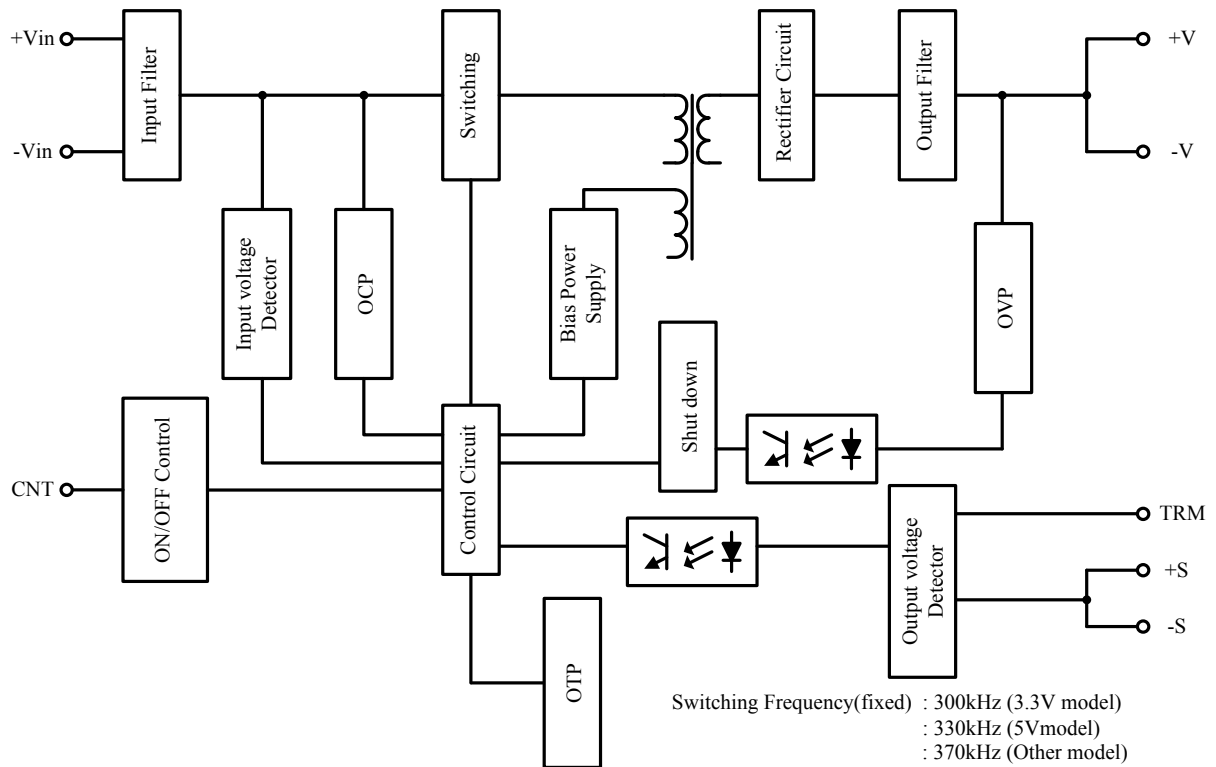 +Vin
-Vin
Input Filter
Switching
Rectifier Circuit
Output Filter
+V
-V
Input voltage
Detector
OCP
Bias Power
Supply
OVP
Shut down
CNT
ON/OFF Control
Control Circuit
Output voltage
Detector
TRM
+S
-S
OTP
Switching Frequency(fixed) : 300kHz (3.3V model)
: 330kHz (5Vmodel)
: 370kHz (Other model)